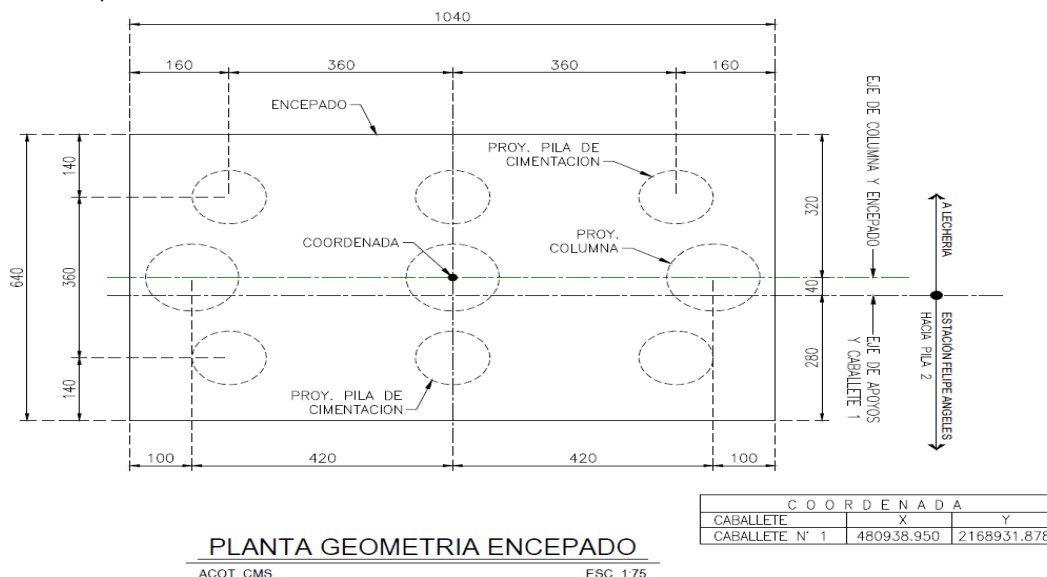 1040
160
360
360
160
ENCEPADO
PROY. PILA DE
CIMENTACION
COORDENADA
PROY.
COLUMNA
PROY. PILA DE
CIMENTACION
640
140
360
140
320
40
280
EJE DE COLUMNA Y ENCEPADO
EJE DE APOYOS
Y CABALLETE 1
A LECHERIA
ESTACIÓN FELIPE ANGELES
HACIA PILA 2
100
420
420
100
COORDENADA
CABALLETE X Y
CABALLETE N° 1 480938.950 2168931.878
PLANTA GEOMETRIA ENCEPADO
ACOT. CMS ESC. 1:75